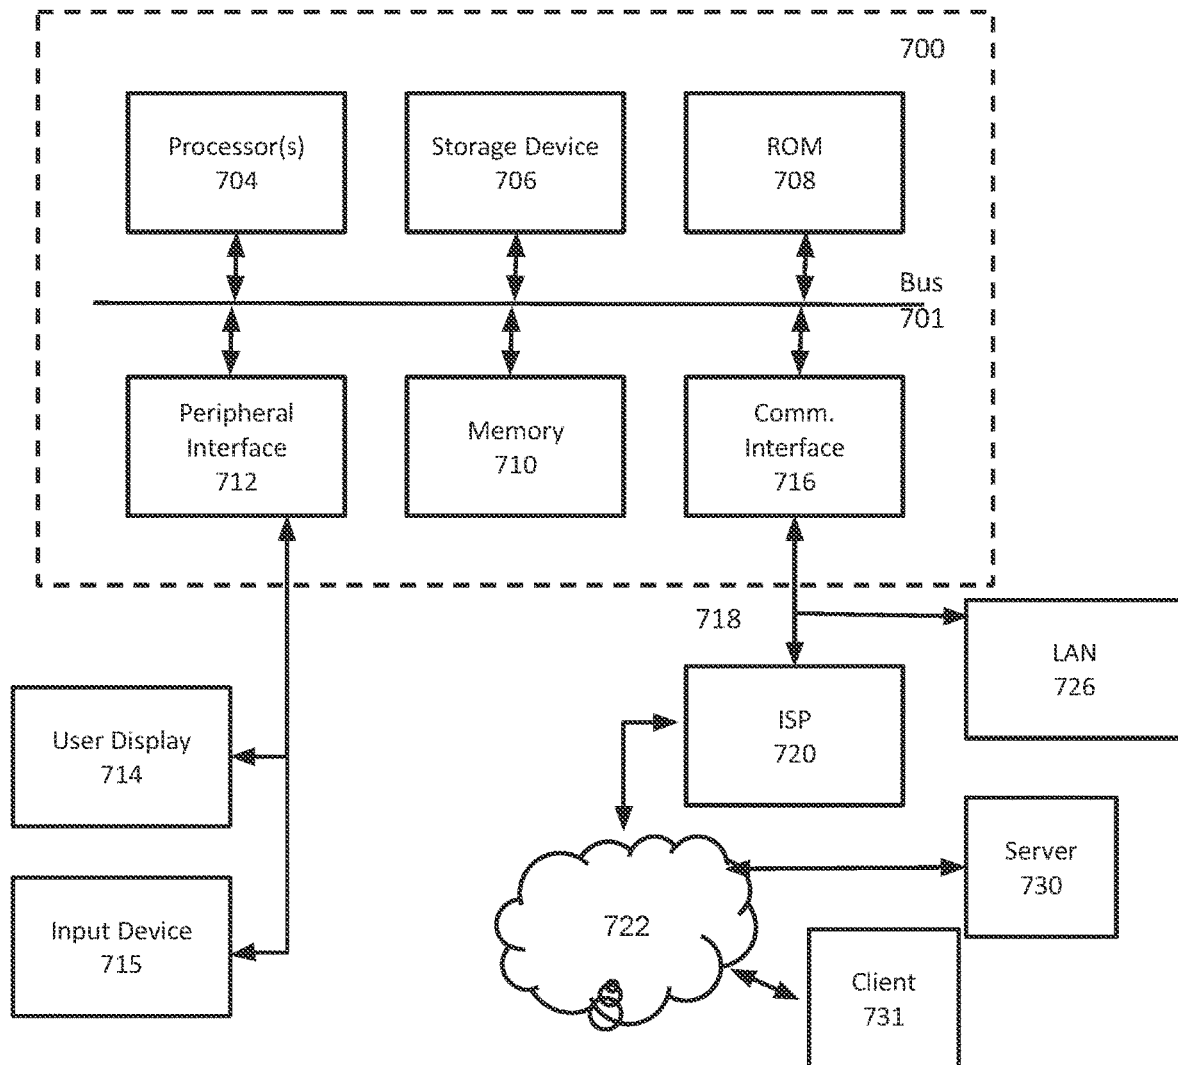 700
Processor(s)
704
Storage Device
706
ROM
708
Bus
701
Peripheral
Interface
712
Memory
710
Comm.
Interface
716
718
LAN
726
User Display
714
ISP
720
Server
730
Input Device
715
722
Client
731